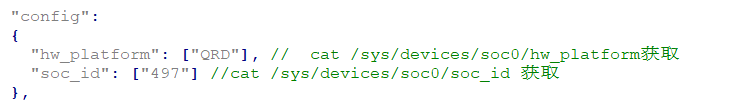 "config":
{
"hw_platform": ["QRD"], //  cat /sys/devices/soc0/hw_platform获取
"soc_id": ["497"] //cat /sys/devices/soc0/soc_id 获取
},